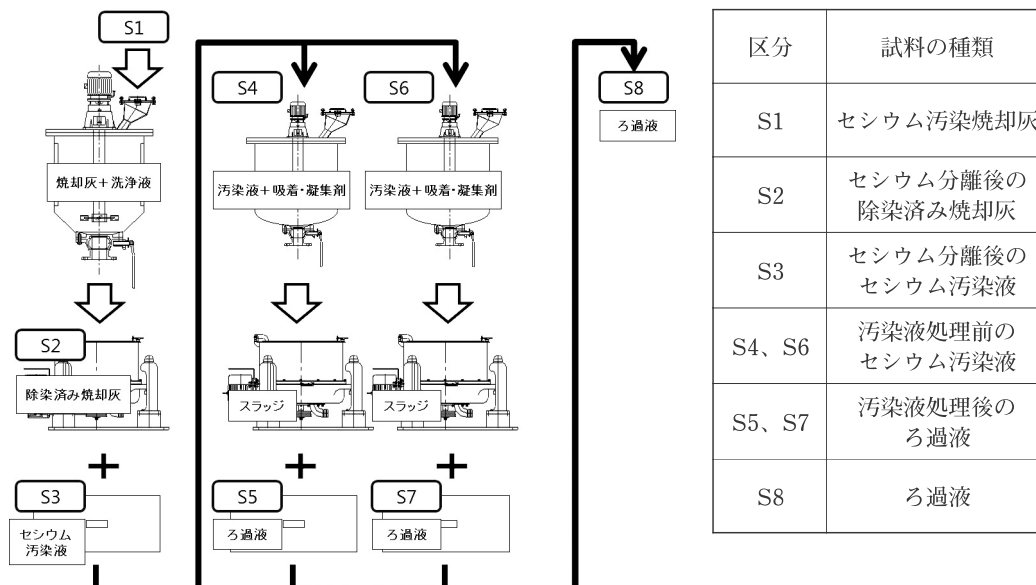 S1
S4
S6
S8
ろ過液
焼却灰＋洗浄液
汚染液＋吸着・凝集剤
汚染液＋吸着・凝集剤
S2
除染済み焼却灰
スラッジ
スラッジ
S3
セシウム
汚染液
S5
ろ過液
S7
ろ過液
区分 試料の種類
S1 セシウム汚染焼却灰
S2 セシウム分離後の
除染済み焼却灰
S3 セシウム分離後の
セシウム汚染液
S4、S6 汚染液処理前の
セシウム汚染液
S5、S7 汚染液処理後の
ろ過液
S8 ろ過液